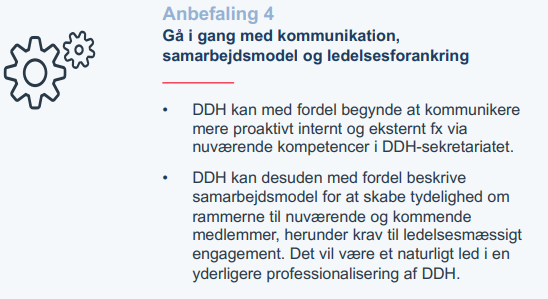 Anbefaling 4
Gå i gang med kommunikation,
samarbejdsmodel og ledelsesforankring
• DDH kan med fordel begynde at kommunikere
mere proaktivt internt og eksternt fx via
nuværende kompetencer i DDH-sekretariatet.
• DDH kan desuden med fordel beskrive
samarbejdsmodel for at skabe tydelighed om
rammerne til nuværende og kommende
medlemmer, herunder krav til ledelsesmæssigt
engagement. Det vil være et naturligt led i en
yderligere professionalisering af DDH.